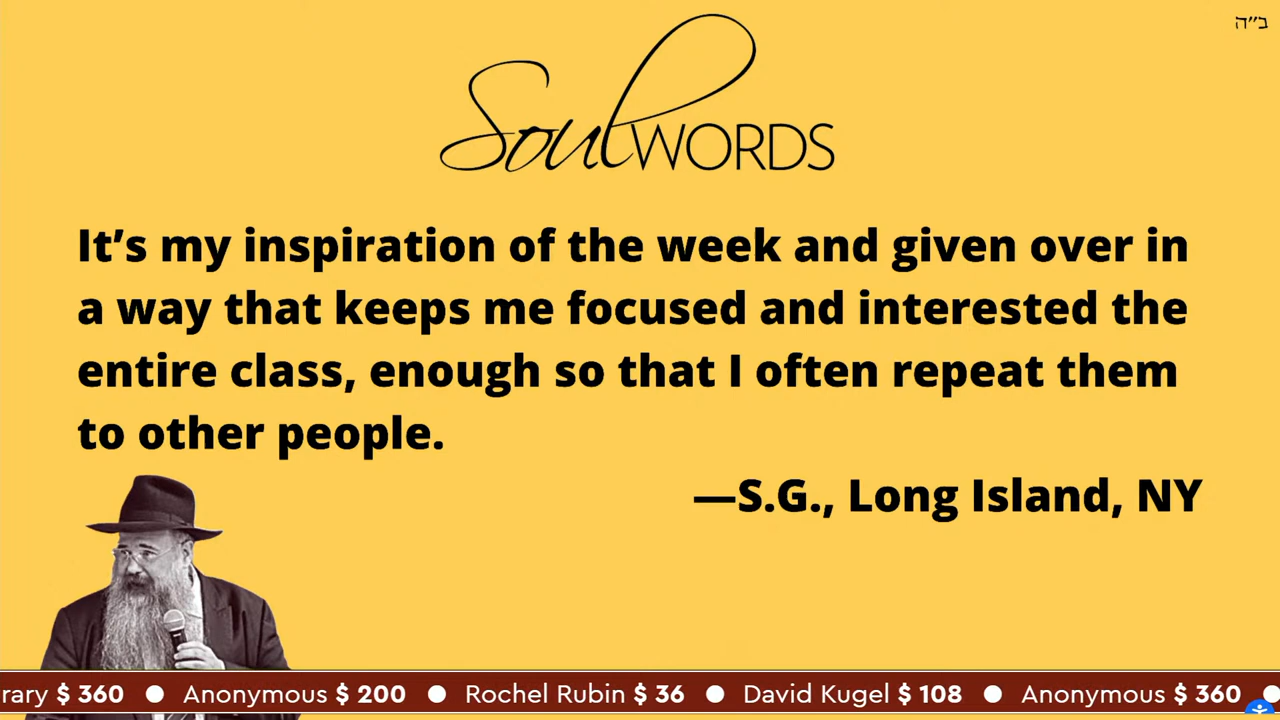 ב״ה
SoulWORDS
It’s my inspiration of the week and given over in
a way that keeps me focused and interested the
entire class, enough so that I often repeat them
to other people.
—S.G., Long Island, NY
rary $ 360 ● Anonymous $ 200 ● Rochel Rubin $ 36 ● David Kugel $ 108 ● Anonymous $ 360 ●